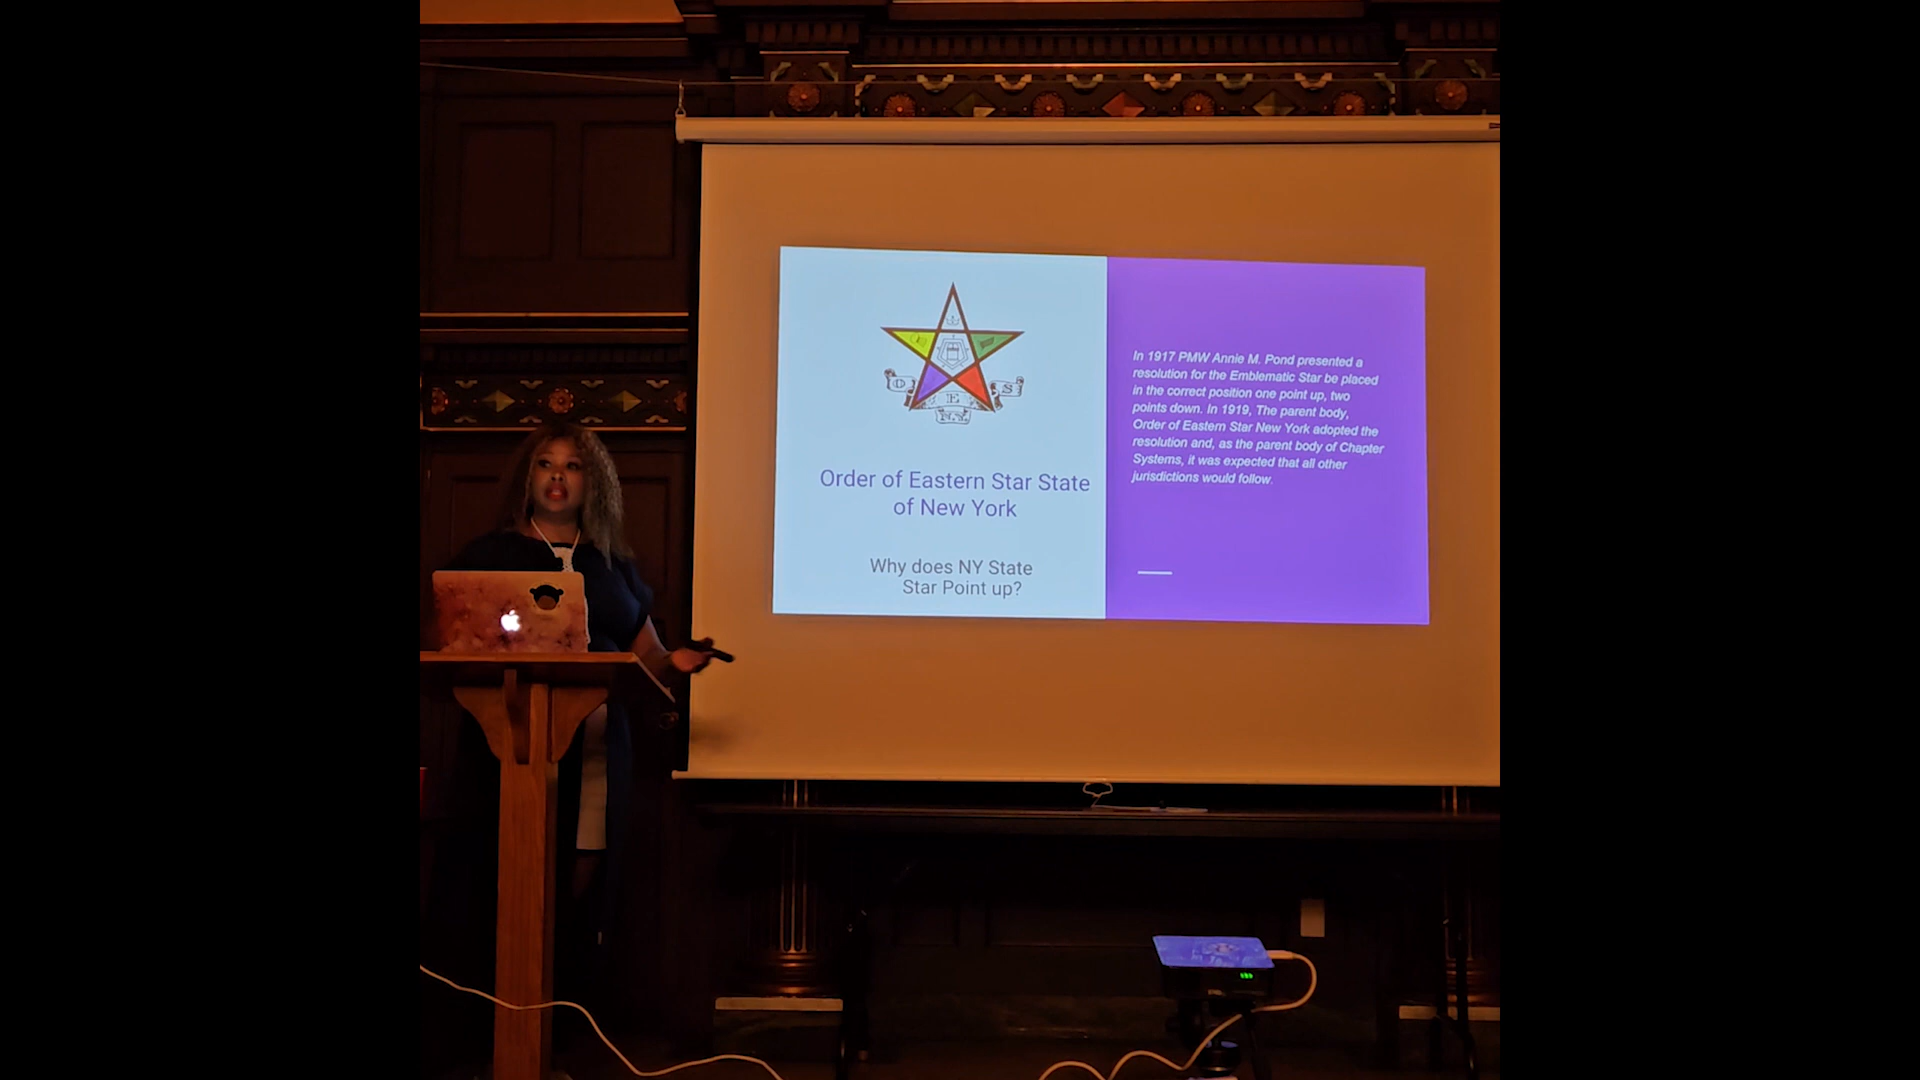 O
E
S
N.Y.
Order of Eastern Star State
of New York
Why does NY State
Star Point up?
In 1917 PMW Annie M. Pond presented a
resolution for the Emblematic Star be placed
in the correct position one point up, two
points down. In 1919, The parent body,
Order of Eastern Star New York adopted the
resolution and, as the parent body of Chapter
Systems, it was expected that all other
jurisdictions would follow.